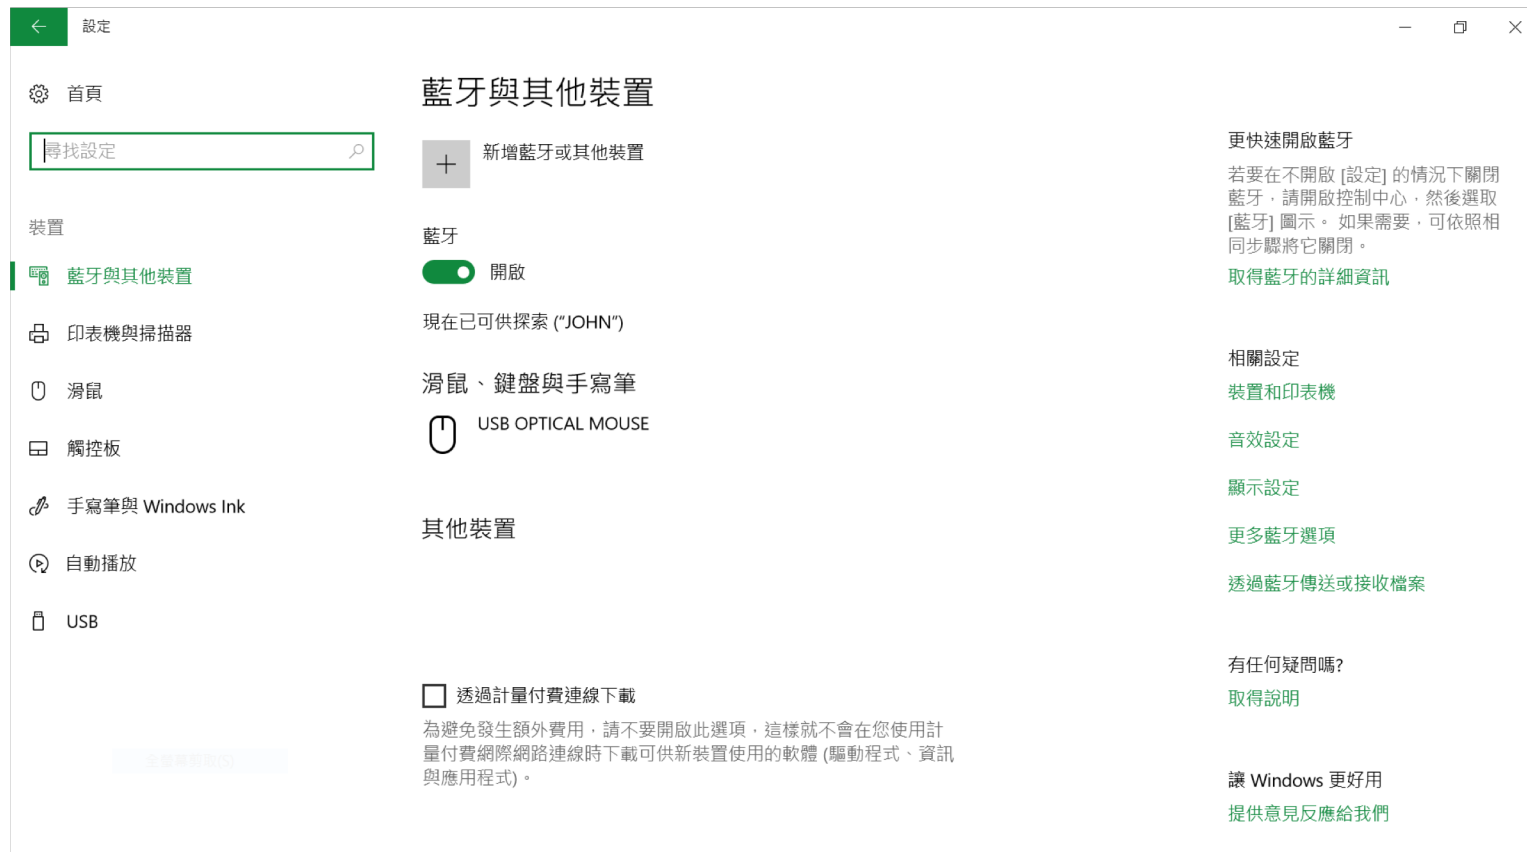 設定
首頁
尋找設定
裝置
藍牙與其他裝置
印表機與掃描器
滑鼠
觸控板
手寫筆與 Windows Ink
自動播放
USB
藍牙與其他裝置
新增藍牙或其他裝置
藍牙
開啟
現在已可供探索 ("JOHN")
滑鼠、鍵盤與手寫筆
USB OPTICAL MOUSE
其他裝置
透過計量付費連線下載
為避免發生額外費用，請不要開啟此選項，這樣就不會在您使用計
量付費網際網路連線時下載可供新裝置使用的軟體 (驅動程式、資訊
與應用程式)。
更快速開啟藍牙
若要在不開啟 [設定] 的情況下關閉
藍牙，請開啟控制中心，然後選取
[藍牙] 圖示。 如果需要，可依照相
同步驟將它關閉。
取得藍牙的詳細資訊
相關設定
裝置和印表機
音效設定
顯示設定
更多藍牙選項
透過藍牙傳送或接收檔案
有任何疑問嗎?
取得說明
讓 Windows 更好用
提供意見反應給我們